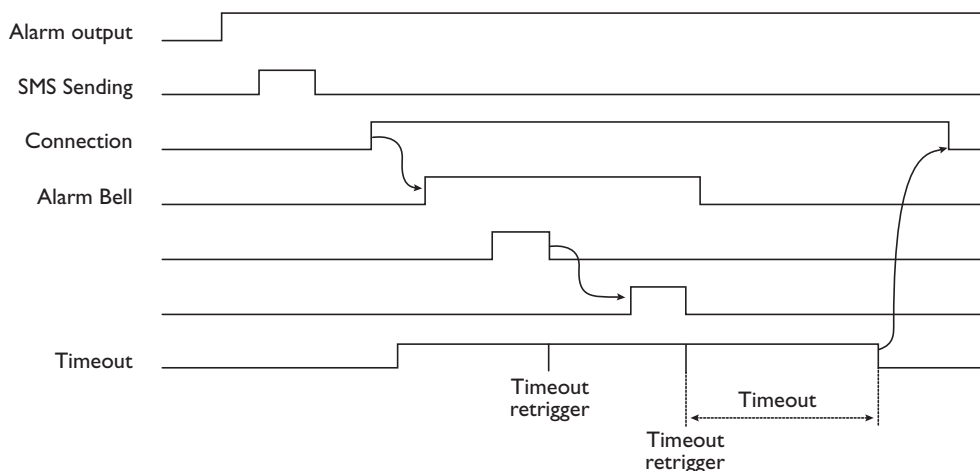 Alarm output
SMS Sending
Connection
Alarm Bell
Timeout
Timeout
retrigger
Timeout
Timeout
retrigger